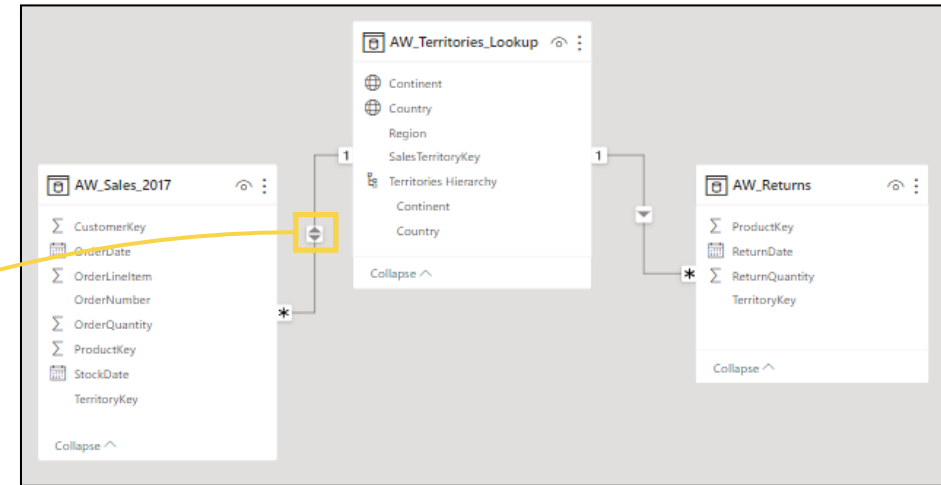 AW_Territories_Lookup
Continent
Country
Region
SalesTerritoryKey
Territories Hierarchy
Continent
Country
Collapse
1
1
*
*
AW_Sales_2017
CustomerKey
OrderDate
OrderLineItem
OrderNumber
OrderQuantity
ProductKey
StockDate
TerritoryKey
Collapse
AW_Returns
ProductKey
ReturnDate
ReturnQuantity
TerritoryKey
Collapse